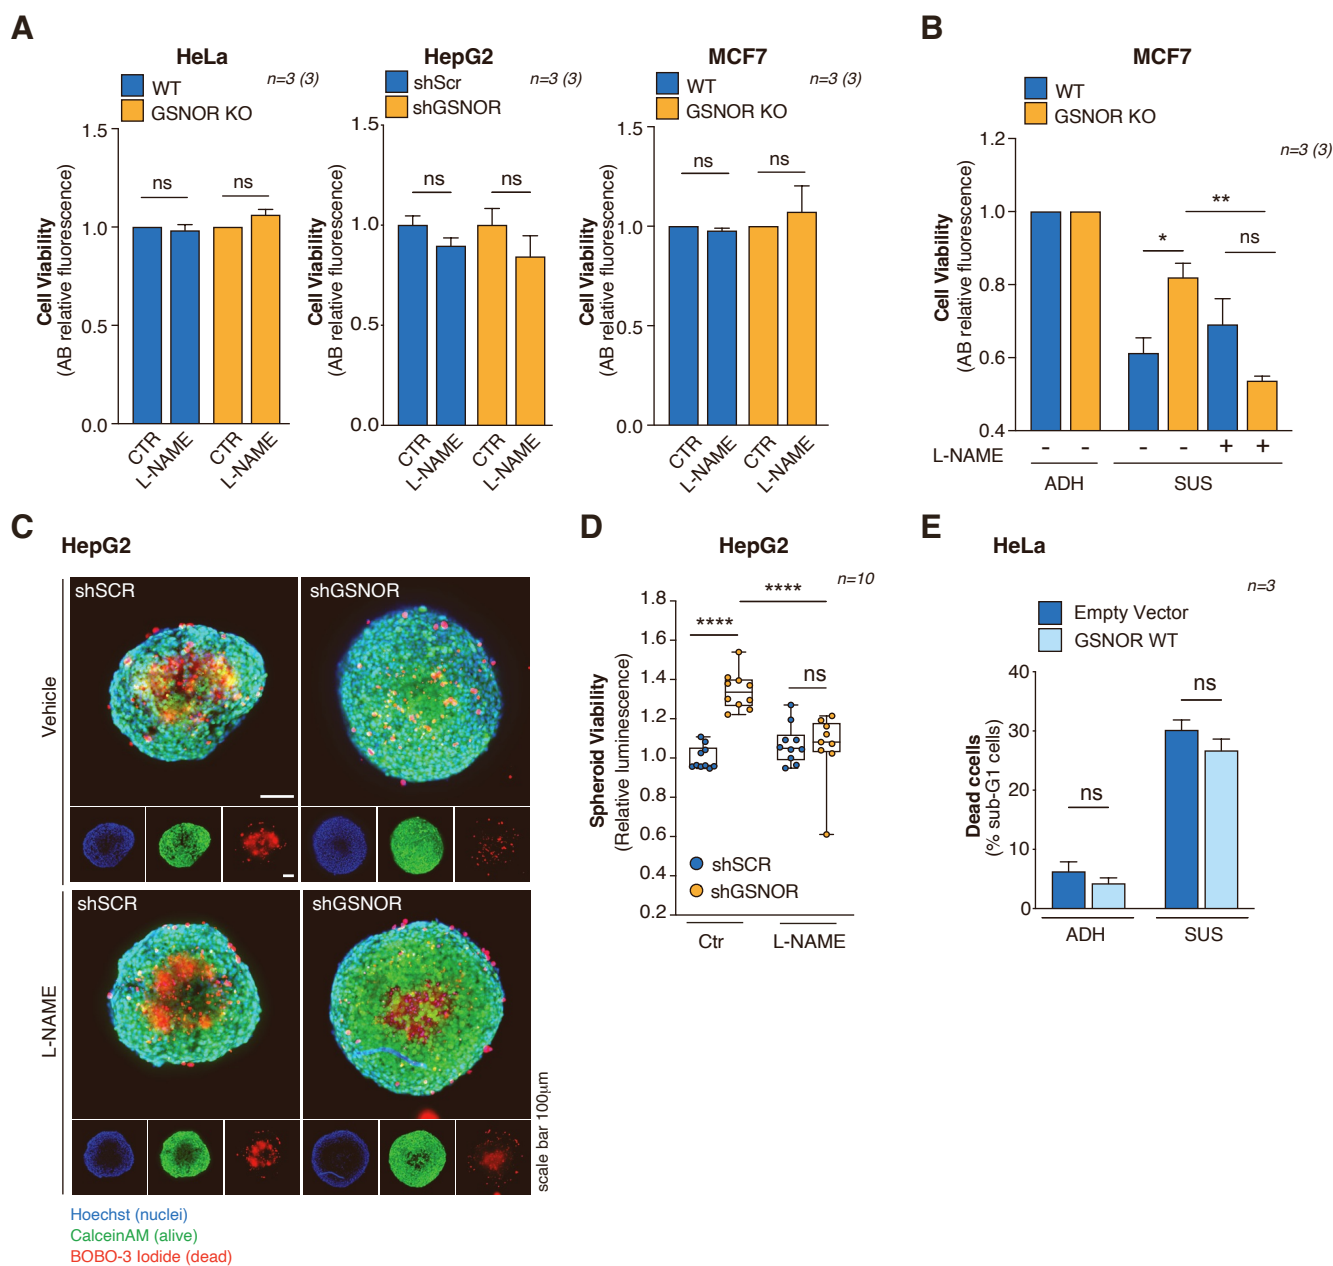 A
HeLa
WT
GSNOR KO
n=3 (3)
Cell Viability
(AB relative fluorescence)
1.5
1.0
0.5
0.0
ns
ns
CTR
L-NAME
CTR
L-NAME
HepG2
shScr
shGSNOR
n=3 (3)
Cell Viability
(AB relative fluorescence)
1.5
1.0
0.5
0.0
ns
ns
CTR
L-NAME
CTR
L-NAME
MCF7
WT
GSNOR KO
n=3 (3)
Cell Viability
(AB relative fluorescence)
1.5
1.0
0.5
0.0
ns
ns
CTR
L-NAME
CTR
L-NAME
B
MCF7
WT
GSNOR KO
n=3 (3)
Cell Viability
(AB relative fluorescence)
1.2
1.0
0.8
0.6
0.4
**
*
ns
L-NAME - - - - + +
ADH SUS
C
HepG2
Vehicle
shSCR
shGSNOR
L-NAME
shSCR
shGSNOR
scale bar 100μm
Hoechst (nuclei)
CalceinAM (alive)
BOBO-3 Iodide (dead)
D
HepG2
n=10
Spheroid Viability
(Relative luminescence)
1.8
1.6
1.4
1.2
1.0
0.8
0.6
0.4
0.2
****
****
ns
shSCR
shGSNOR
Ctr L-NAME
E
HeLa
n=3
Empty Vector
GSNOR WT
Dead ccells
(% sub-G1 cells)
40
30
20
10
0
ns
ns
ADH SUS